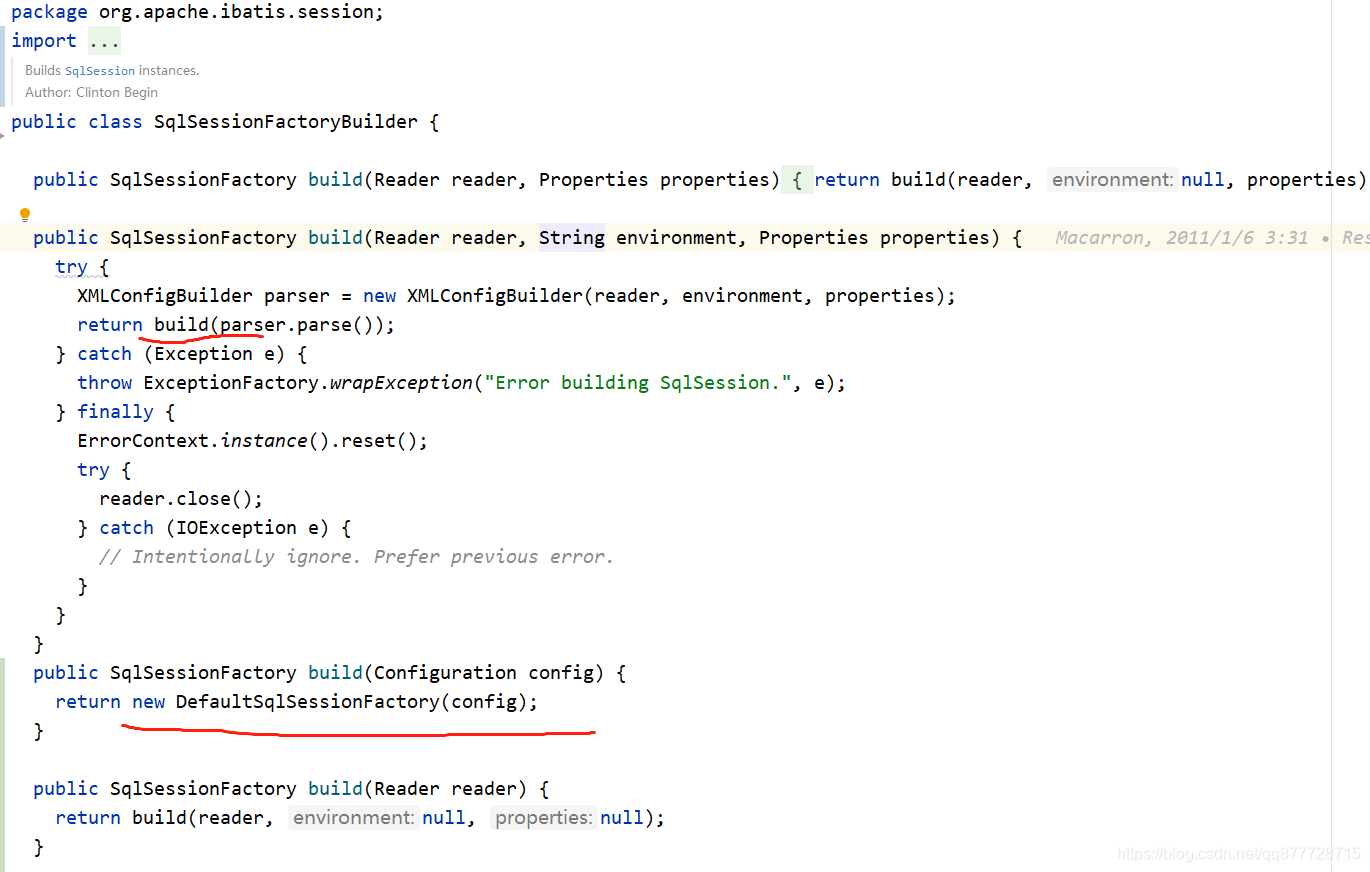 package org.apache.ibatis.session;
import ...
Builds SqlSession instances.
Author: Clinton Begin
public class SqlSessionFactoryBuilder {
public SqlSessionFactory build(Reader reader, Properties properties) { return build(reader, environment: null, properties)
public SqlSessionFactory build(Reader reader, String environment, Properties properties) { Macarron, 2011/1/6 3:31 • Res
try {
XMLConfigBuilder parser = new XMLConfigBuilder(reader, environment, properties);
return build(parser.parse());
} catch (Exception e) {
throw ExceptionFactory.wrapException("Error building SqlSession.", e);
} finally {
ErrorContext.instance().reset();
try {
reader.close();
} catch (IOException e) {
// Intentionally ignore. Prefer previous error.
}
}
}
public SqlSessionFactory build(Configuration config) {
return new DefaultSqlSessionFactory(config);
}
public SqlSessionFactory build(Reader reader) {
return build(reader, environment: null, properties: null);
}
https://blog.csdn.net/qq877728715